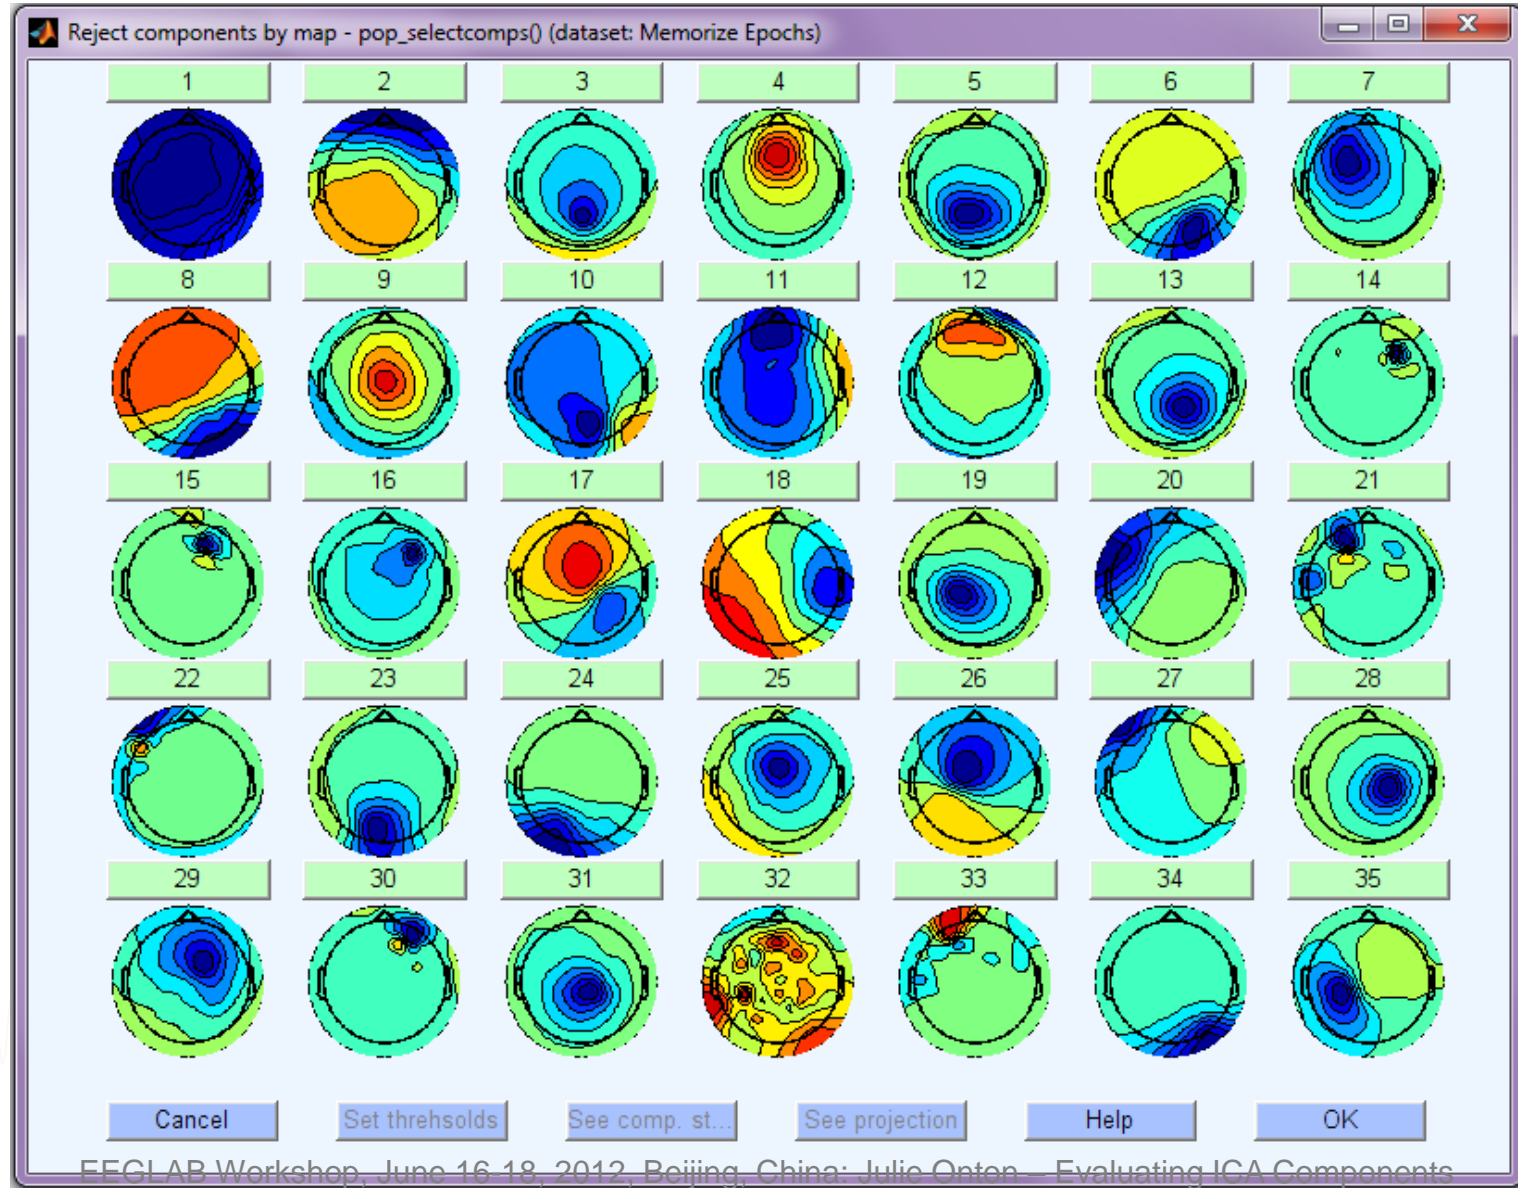 Reject components by map - pop_selectcomps() (dataset: Memorize Epochs)
1 2 3 4 5 6 7
8 9 10 11 12 13 14
15 16 17 18 19 20 21
22 23 24 25 26 27 28
29 30 31 32 33 34 35
Cancel Set threhsolds See comp. st... See projection Help OK
EEGLAB Workshop, June 16-18, 2012, Beijing, China: Julie Onton – Evaluating ICA Components